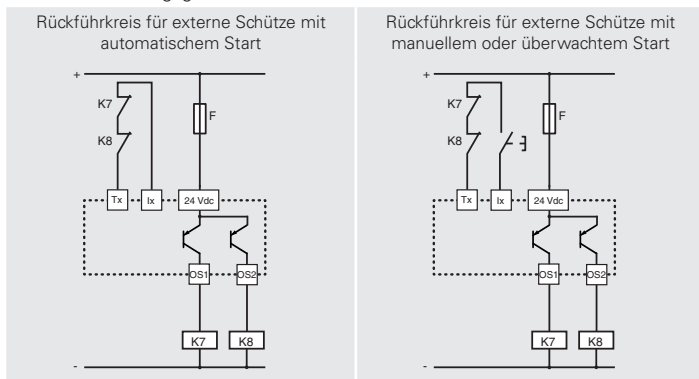 Rückführkreis für externe Schütze mit
automatischem Start
+
K7
K8
F
Tx
Ix
24 Vdc
OS1
OS2
K7
K8
-
Rückführkreis für externe Schütze mit
manuellem oder überwachtem Start
+
K7
K8
F
Tx
Ix
24 Vdc
OS1
OS2
K7
K8
-